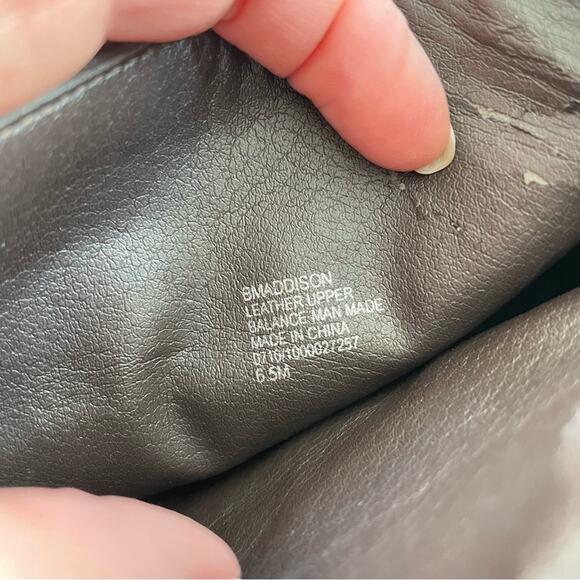 BMADDISON
LEATHER UPPER
BALANCE MAN MADE
MADE IN CHINA
0710/1000027257
6.5M